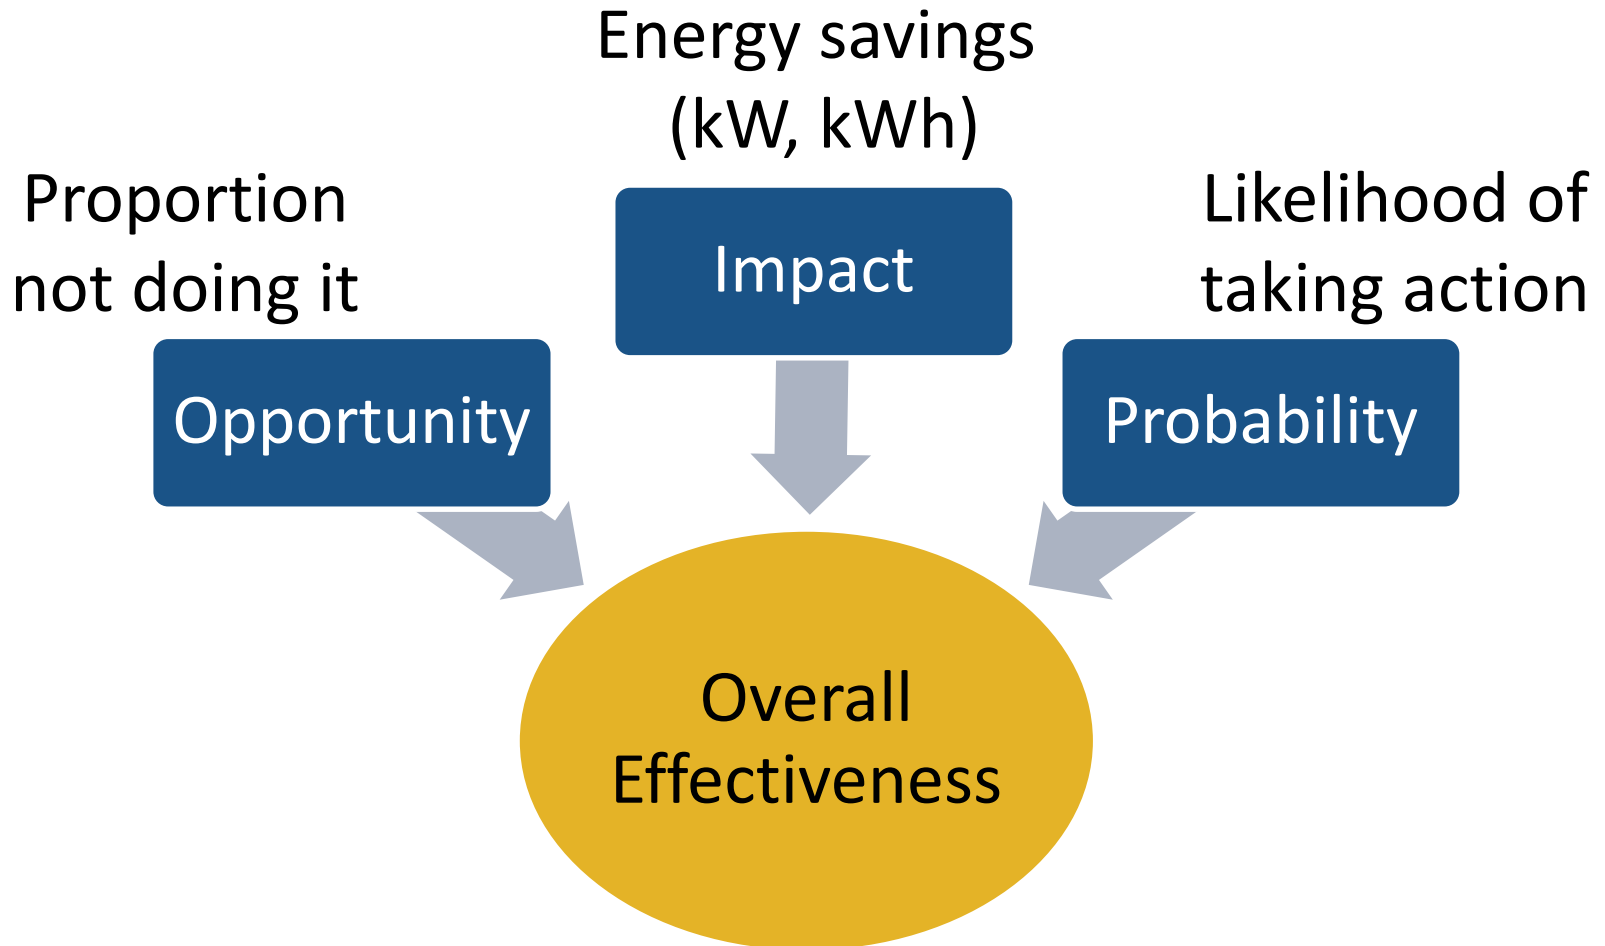 Energy savings
(kW, kWh)
Proportion
not doing it
Likelihood of
taking action
Impact
Opportunity
Probability
Overall
Effectiveness